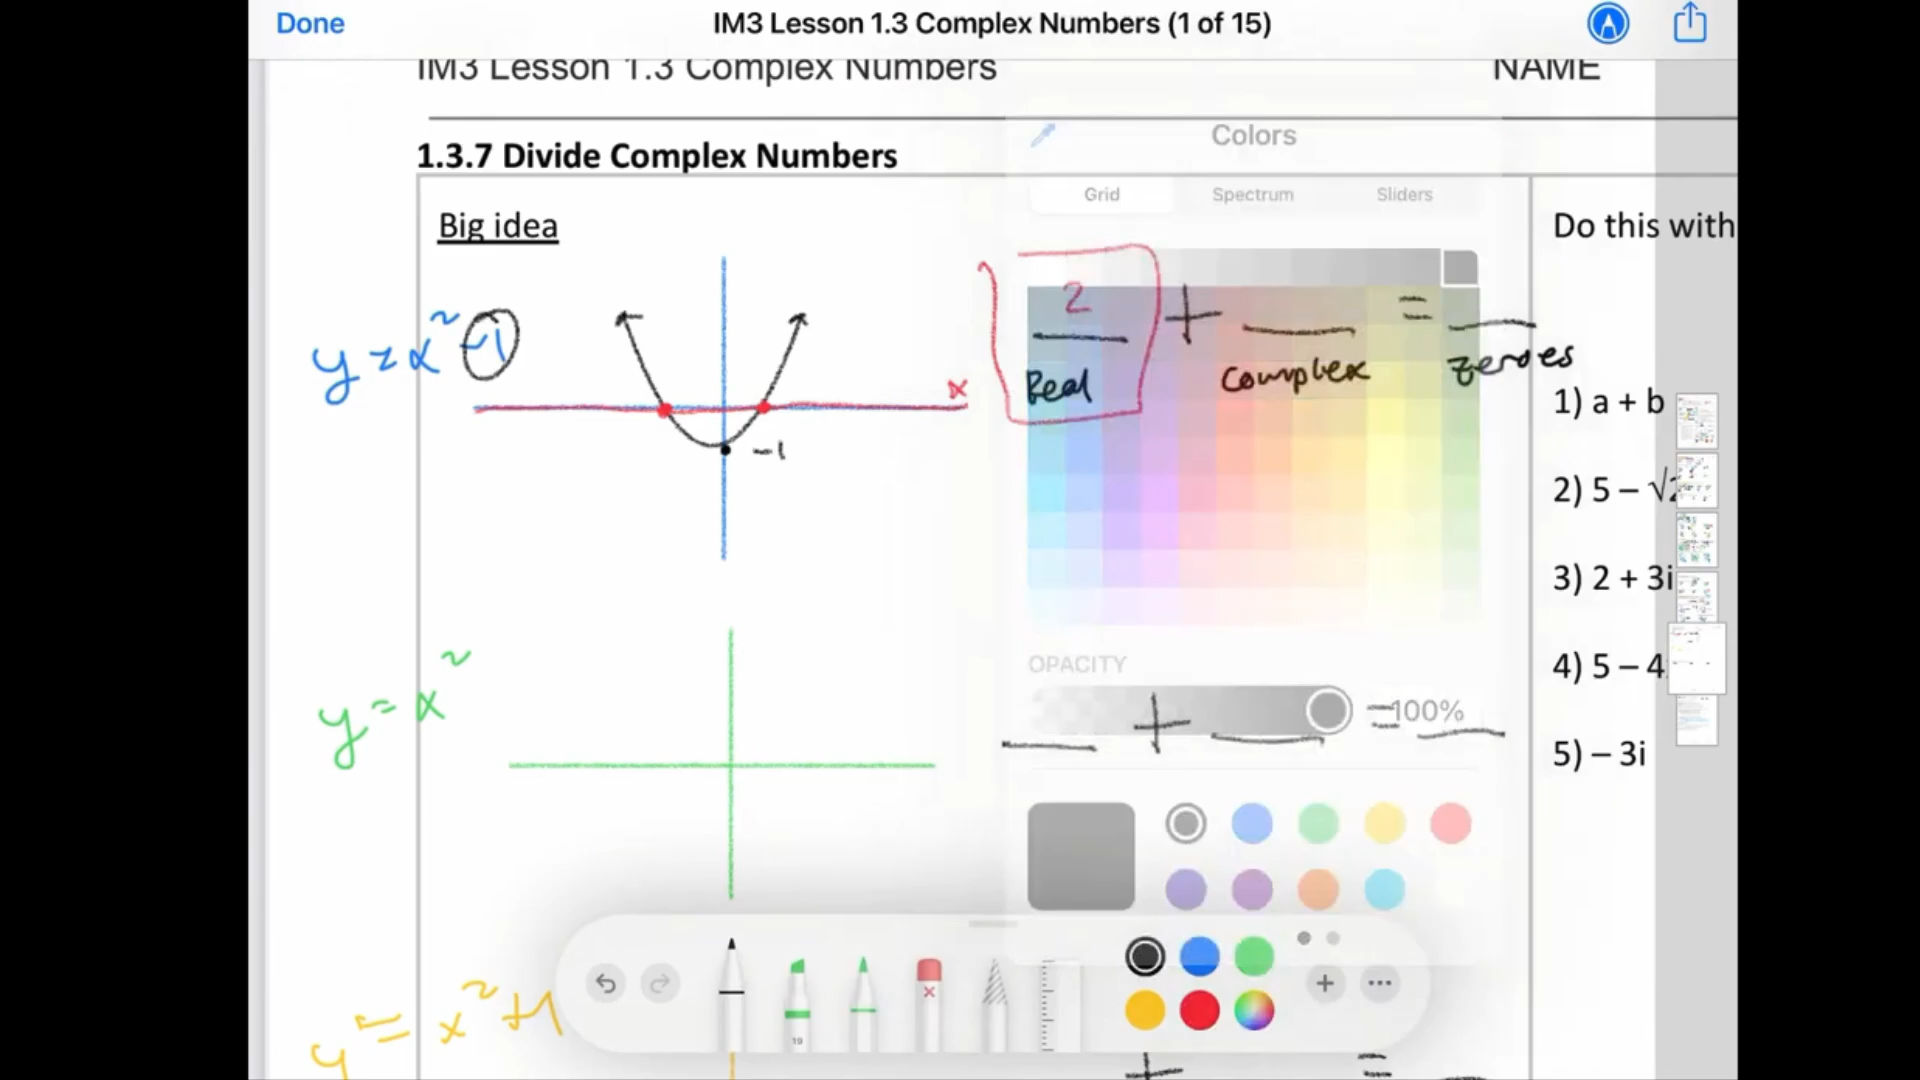 Done
IM3 Lesson 1.3 Complex Numbers (1 of 15)
IM3 Lesson 1.3 Complex Numbers NAME
1.3.7 Divide Complex Numbers
Colors
Grid Spectrum Sliders
Big idea
Do this with
y = x² -1
2 + =
Real Complex zeroes
x
-1
1) a + b
2) 5 – √2
3) 2 + 3i
4) 5 – 4
5) – 3i
OPACITY
y = x²
+ =
100%
19
y = x² + 1
+ =